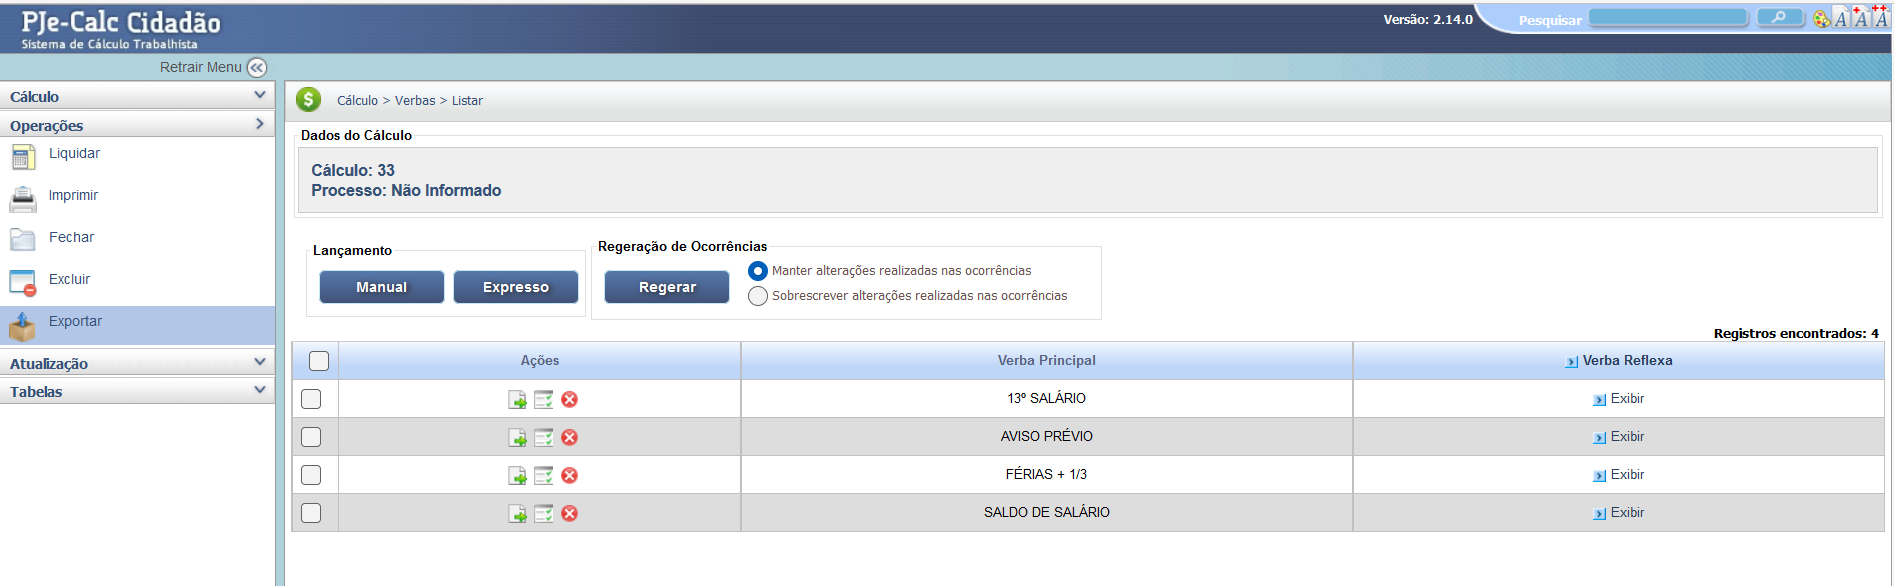 PJe-Calc Cidadão
Sistema de Cálculo Trabalhista
Versão: 2.14.0
Pesquisar
A A A
Retrair Menu
Cálculo
Operações
Liquidar
Imprimir
Fechar
Excluir
Exportar
Atualização
Tabelas
Cálculo > Verbas > Listar
Dados do Cálculo
Cálculo: 33
Processo: Não Informado
Lançamento
Manual Expresso
Regeração de Ocorrências
Regerar
Manter alterações realizadas nas ocorrências
Sobrescrever alterações realizadas nas ocorrências
Registros encontrados: 4
Ações Verba Principal Verba Reflexa
13º SALÁRIO Exibir
AVISO PRÉVIO Exibir
FÉRIAS + 1/3 Exibir
SALDO DE SALÁRIO Exibir